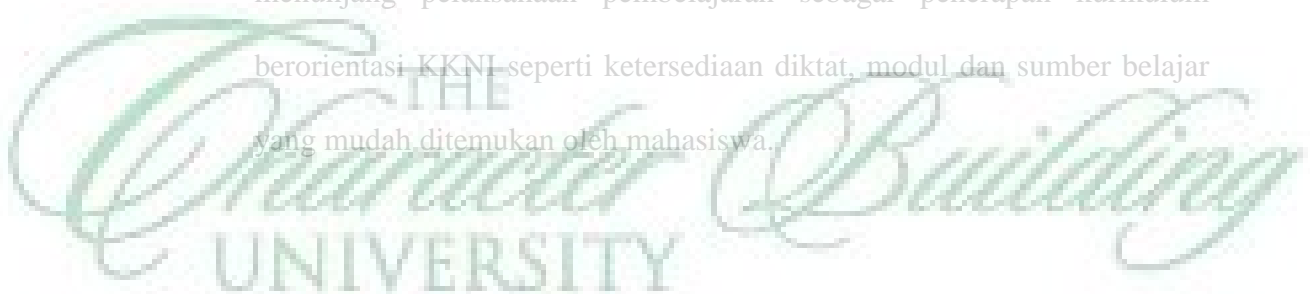 menunjang pelaksanaan pembelajaran sebagai penerapan kurikulum
berorientasi KKNI seperti ketersediaan diktat, modul dan sumber belajar
yang mudah ditemukan oleh mahasiswa.
THE
Character Building
UNIVERSITY